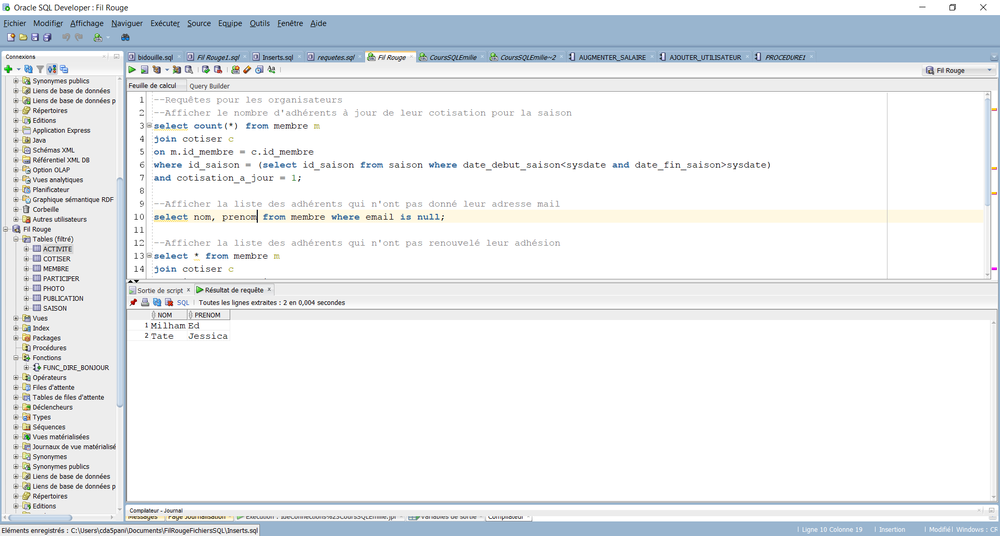 Oracle SQL Developer : Fil Rouge
Fichier Modifier Affichage Naviguer Exécuter Source Equipe Outils Fenêtre Aide
Connexions
Synonymes publics
Liens de base de données
Liens de base de données p
Répertoires
Editions
Application Express
Java
Schémas XML
Référentiel XML DB
Option OLAP
Vues analytiques
Planificateur
Graphique sémantique RDF
Corbeille
Autres utilisateurs
Fil Rouge
Tables (filtré)
ACTIVITE
COTISER
MEMBRE
PARTICIPER
PHOTO
PUBLICATION
SAISON
Vues
Index
Packages
Procédures
Fonctions
FUNC_DIRE_BONJOUR
Opérateurs
Files d'attente
Tables de files d'attente
Déclencheurs
Types
Séquences
Vues matérialisées
Journaux de vue matérialisé
Synonymes
Synonymes publics
Liens de base de données
Liens de base de données p
Répertoires
Editions
bidouille.sql Fil Rouge1.sql Inserts.sql requetes.sql Fil Rouge CoursSQLEmilie CoursSQLEmilie~2 AUGMENTER_SALAIRE AJOUTER_UTILISATEUR PROCEDURE1
Fil Rouge
Feuille de calcul Query Builder
1 --Requêtes pour les organisateurs
2 --Afficher le nombre d'adhérents à jour de leur cotisation pour la saison
3 select count(*) from membre m
4 join cotiser c
5 on m.id_membre = c.id_membre
6 where id_saison = (select id_saison from saison where date_debut_saison<sysdate and date_fin_saison>sysdate)
7 and cotisation_a_jour = 1;
8
9 --Afficher la liste des adhérents qui n'ont pas donné leur adresse mail
10 select nom, prenom from membre where email is null;
11
12 --Afficher la liste des adhérents qui n'ont pas renouvelé leur adhésion
13 select * from membre m
14 join cotiser c
Sortie de script x Résultat de requête x
SQL Toutes les lignes extraites : 2 en 0,004 secondes
NOM PRENOM
1 Milham Ed
2 Tate Jessica
Compilateur - Journal
Messages Page Journalisation Exécution : IdeConnections%23CoursSQLEmilie.jpr Variables de sortie Compilateur
Eléments enregistrés : C:\Users\cda5pani\Documents\FilRougeFichiersSQL\Inserts.sql
Ligne 10 Colonne 19 Insertion Modifié Windows : CR